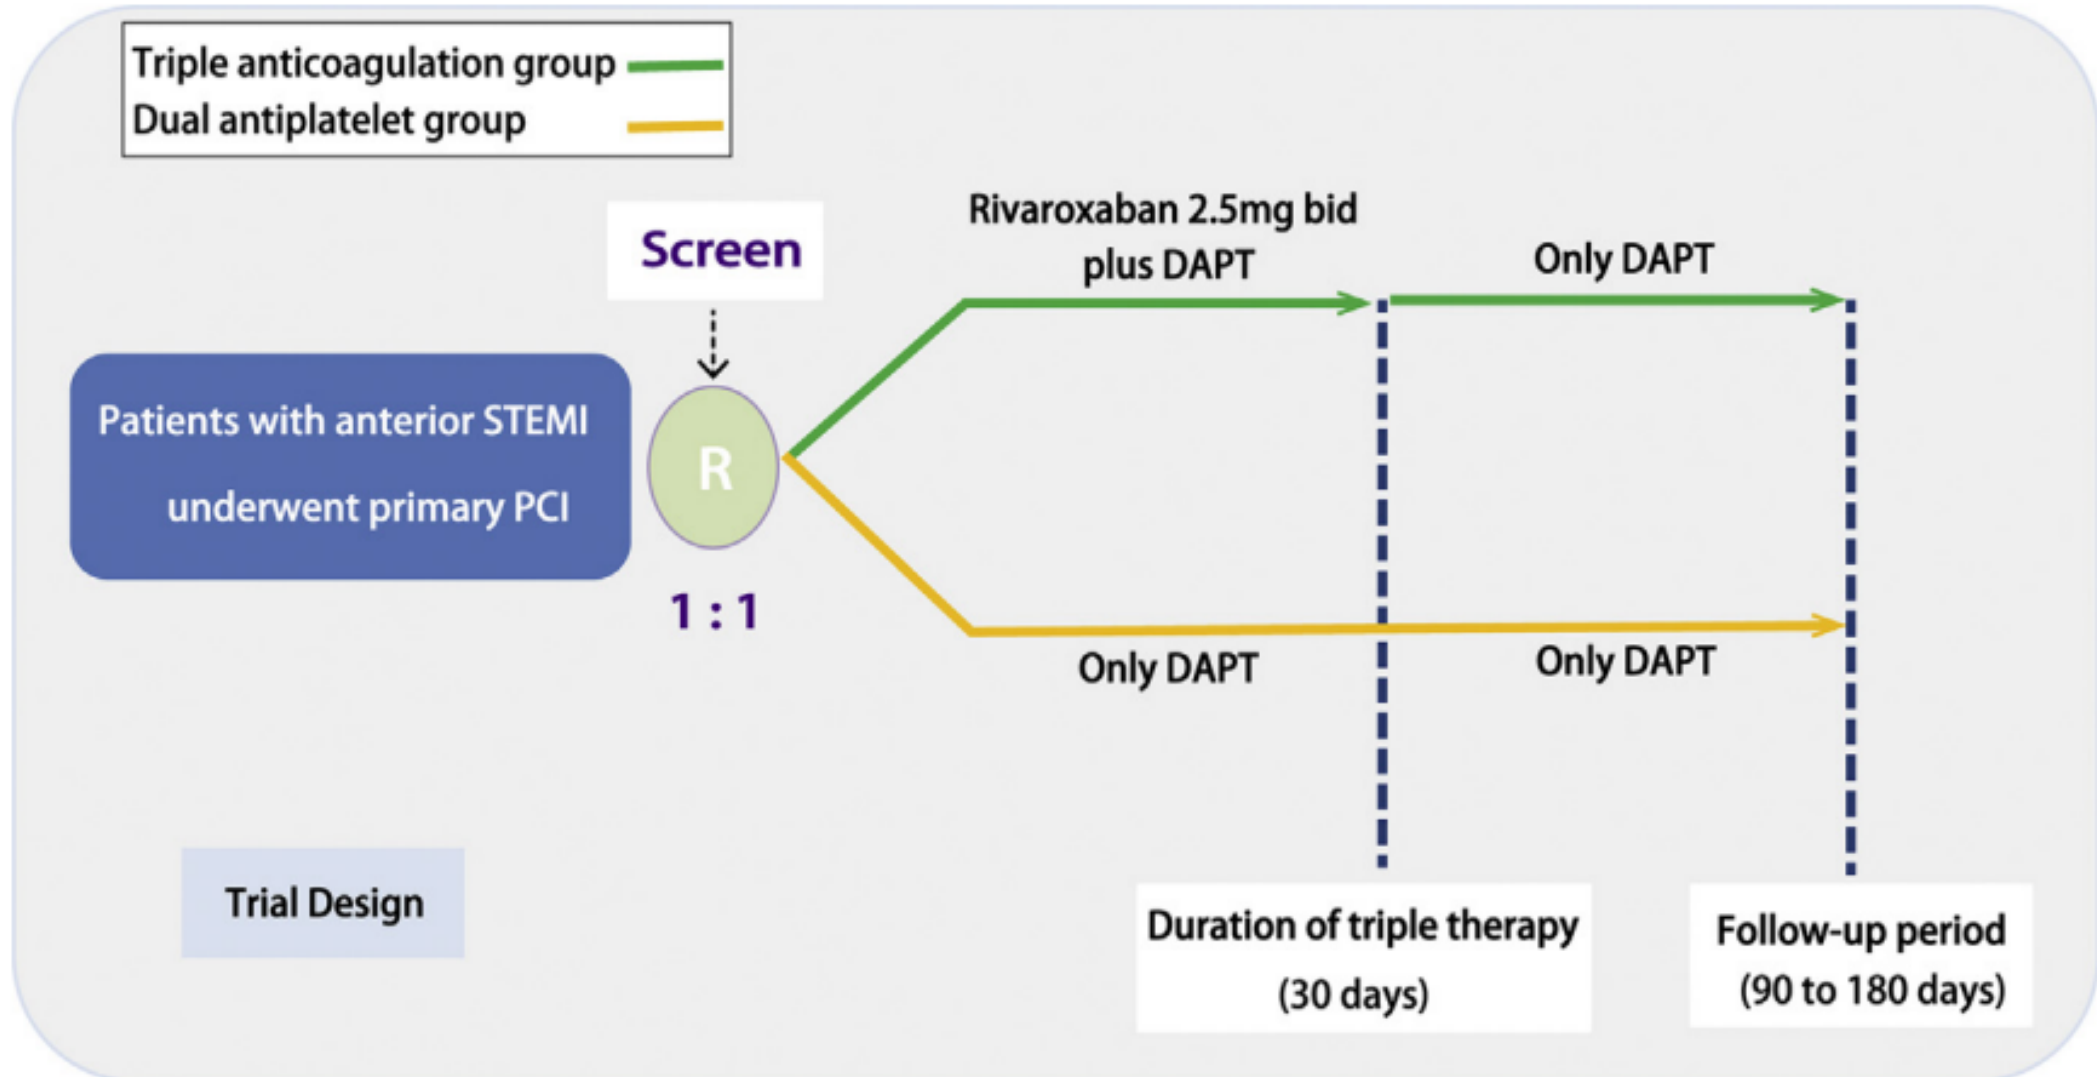 Triple anticoagulation group
Dual antiplatelet group
Screen
Rivaroxaban 2.5mg bid
plus DAPT
Only DAPT
Patients with anterior STEMI
underwent primary PCI
R
1 : 1
Only DAPT
Only DAPT
Trial Design
Duration of triple therapy
(30 days)
Follow-up period
(90 to 180 days)